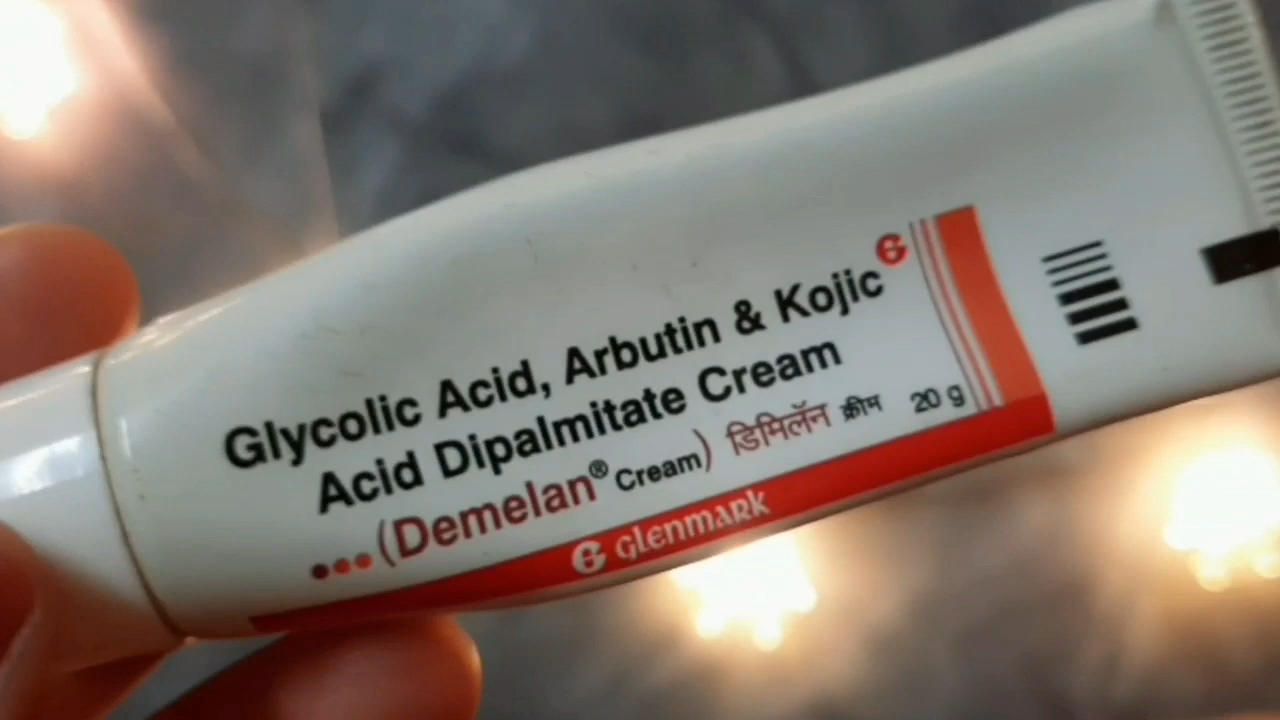 Glycolic Acid, Arbutin & Kojic
Acid Dipalmitate Cream
...(Demelan® Cream) डिमिलॅन क्रीम 20 g
G GLENMARK